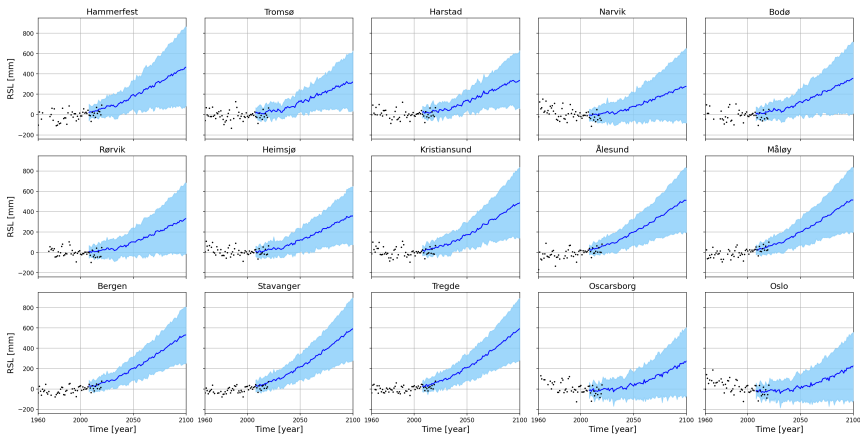 Hammerfest Tromsø Harstad Narvik Bodø
RSL [mm]
800
600
400
200
0
−200
Rørvik Heimsjø Kristiansund Ålesund Måløy
RSL [mm]
800
600
400
200
0
−200
Bergen Stavanger Tregde Oscarsborg Oslo
RSL [mm]
800
600
400
200
0
−200
1960 2000 2050 2100 1960 2000 2050 2100 1960 2000 2050 2100 1960 2000 2050 2100 1960 2000 2050 2100
Time [year] Time [year] Time [year] Time [year] Time [year]